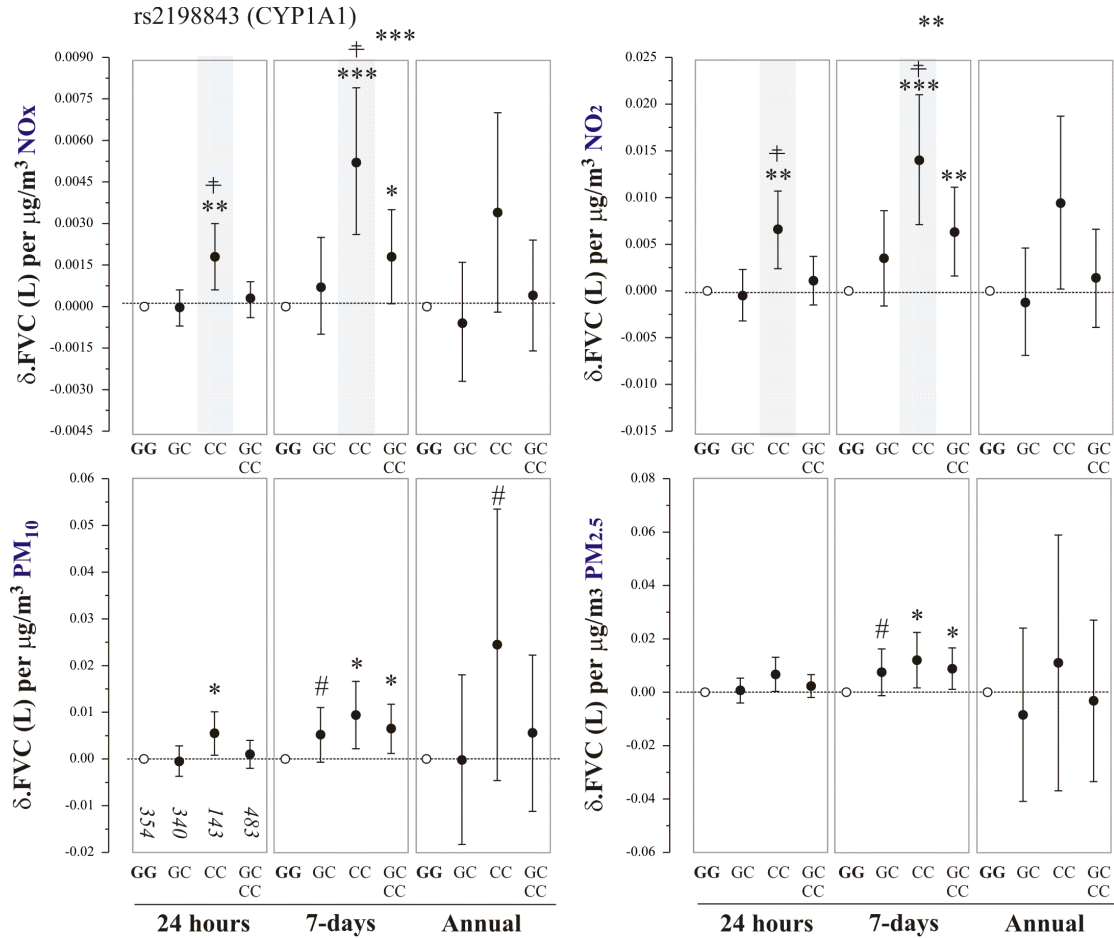 rs2198843 (CYP1A1)
***
**
δ.FVC (L) per μg/m³ NOx
0.0090
0.0075
0.0060
0.0045
0.0030
0.0015
0.0000
-0.0015
-0.0030
-0.0045
ǂ
**
ǂ
***
*
GG GC CC GC CC
GG GC CC GC CC
GG GC CC GC CC
δ.FVC (L) per μg/m³ NO2
0.025
0.020
0.015
0.010
0.005
0.000
-0.005
-0.010
-0.015
ǂ
**
ǂ
***
**
GG GC CC GC CC
GG GC CC GC CC
GG GC CC GC CC
δ.FVC (L) per μg/m³ PM10
0.06
0.05
0.04
0.03
0.02
0.01
0.00
-0.01
-0.02
*
#
*
*
#
354 340 143 483
GG GC CC GC CC
GG GC CC GC CC
GG GC CC GC CC
24 hours 7-days Annual
δ.FVC (L) per μg/m3 PM2.5
0.08
0.06
0.04
0.02
0.00
-0.02
-0.04
-0.06
#
*
*
GG GC CC GC CC
GG GC CC GC CC
GG GC CC GC CC
24 hours 7-days Annual